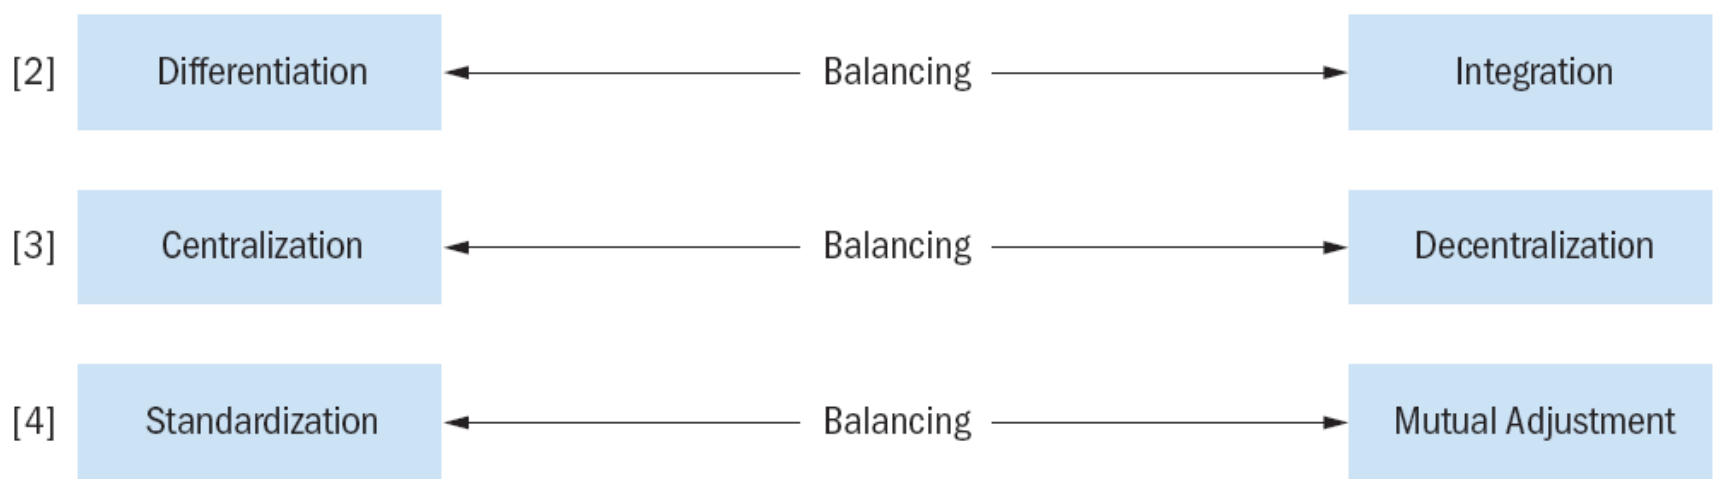 [2] Differentiation Balancing Integration
[3] Centralization Balancing Decentralization
[4] Standardization Balancing Mutual Adjustment